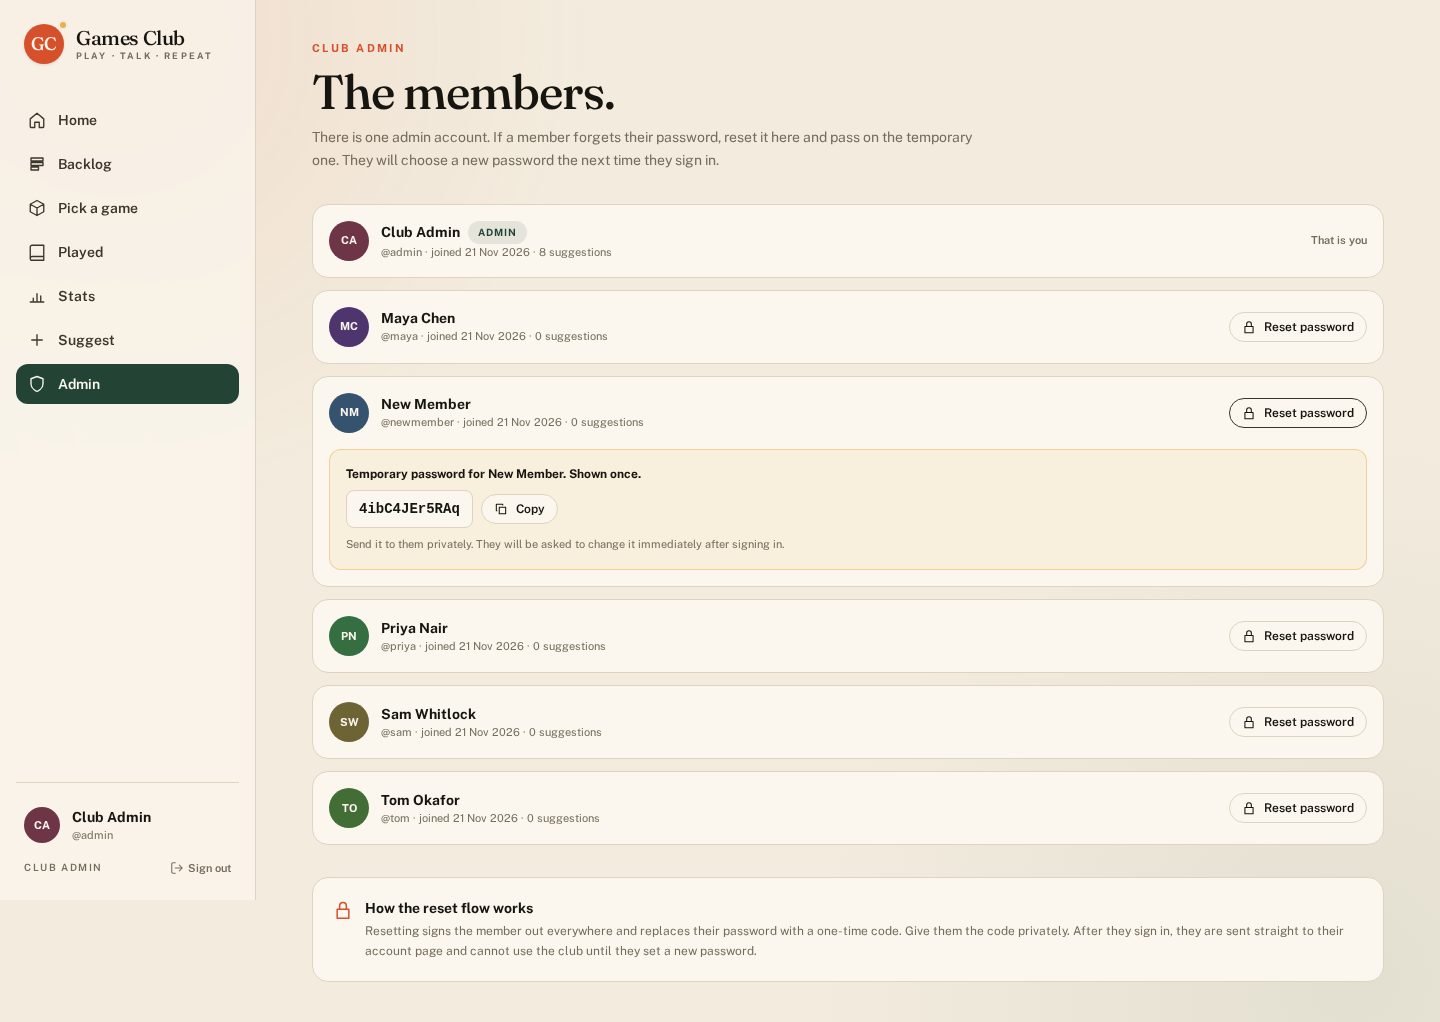 GC
Games Club
PLAY · TALK · REPEAT
Home
Backlog
Pick a game
Played
Stats
Suggest
Admin
CA
Club Admin
@admin
CLUB ADMIN
Sign out
CLUB ADMIN
The members.
There is one admin account. If a member forgets their password, reset it here and pass on the temporary
one. They will choose a new password the next time they sign in.
CA
Club Admin ADMIN
@admin · joined 21 Nov 2026 · 8 suggestions
That is you
MC
Maya Chen
@maya · joined 21 Nov 2026 · 0 suggestions
Reset password
NM
New Member
@newmember · joined 21 Nov 2026 · 0 suggestions
Reset password
Temporary password for New Member. Shown once.
4ibC4JEr5RAq Copy
Send it to them privately. They will be asked to change it immediately after signing in.
PN
Priya Nair
@priya · joined 21 Nov 2026 · 0 suggestions
Reset password
SW
Sam Whitlock
@sam · joined 21 Nov 2026 · 0 suggestions
Reset password
TO
Tom Okafor
@tom · joined 21 Nov 2026 · 0 suggestions
Reset password
How the reset flow works
Resetting signs the member out everywhere and replaces their password with a one-time code. Give them the code privately. After they sign in, they are sent straight to their
account page and cannot use the club until they set a new password.